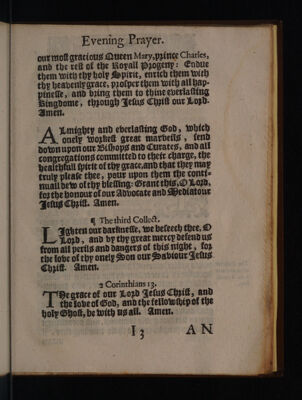 Evening Prayer.
our most gracious Queen Mary, prince Charles,
and the rest of the Royall Progeny: Endue
them with thy holy Spirit, enrich them with
thy heavenly grace, prosper them with all hap-
pinesse, and bring them to thine everlasting
kingdome, through Jesus Christ our Lord.
Amen.
ALmighty and everlasting God, which
onely workest great marveils, send
down upon our Bishops and Curates, and all
congregations committed to their charge, the
healthfull spirit of thy grace, and that they may
truly please thee, pour upon them the conti-
nuall dew of thy blessing: Grant this, O Lord,
for the honour of our Advocate and Mediatour
Jesus Christ. Amen.
¶ The third Collect.
LIghten our darknesse, we beseech thee, O
Lord, and by thy great mercy defend us
from all perils and dangers of this night, for
the love of thy onely Son our Saviour Jesus
Christ. Amen.
2 Corinthians 13.
THe grace of our Lord Jesus Christ, and
the love of God, and the fellowship of the
holy Ghost, be with us all. Amen.
I 3 AN